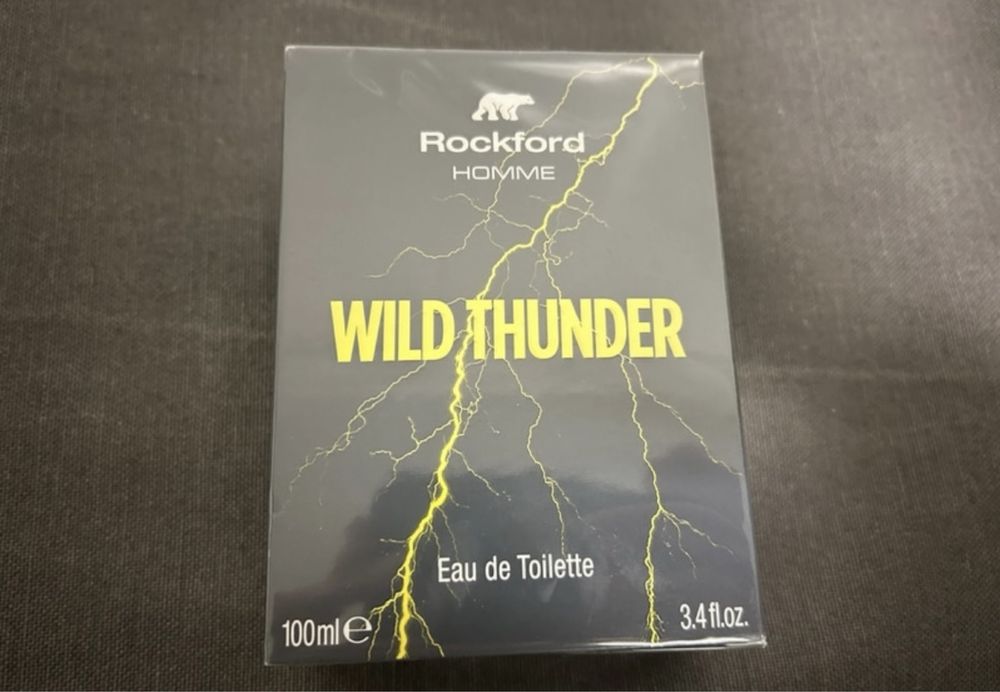 Rockford
HOMME
WILD THUNDER
Eau de Toilette
100ml ℮
3.4 fl.oz.